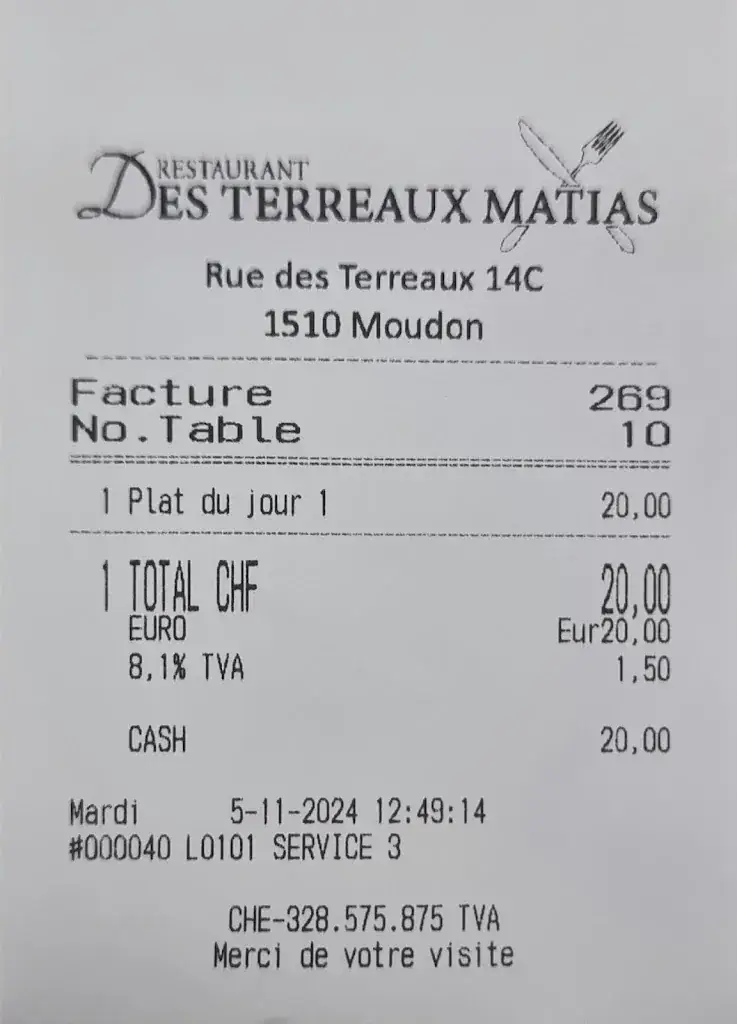 RESTAURANT
DES TERREAUX MATIAS
Rue des Terreaux 14C
1510 Moudon
Facture 269
No.Table 10
1 Plat du jour 1 20,00
1 TOTAL CHF 20,00
EURO Eur20,00
8,1% TVA 1,50
CASH 20,00
Mardi 5-11-2024 12:49:14
#000040 L0101 SERVICE 3
CHE-328.575.875 TVA
Merci de votre visite